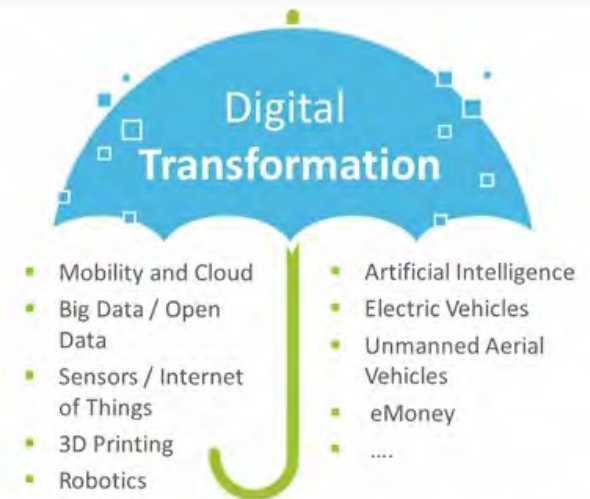 Digital
Transformation
Mobility and Cloud
Big Data / Open
Data
Sensors / Internet
of Things
3D Printing
Robotics
Artificial Intelligence
Electric Vehicles
Unmanned Aerial
Vehicles
eMoney
....